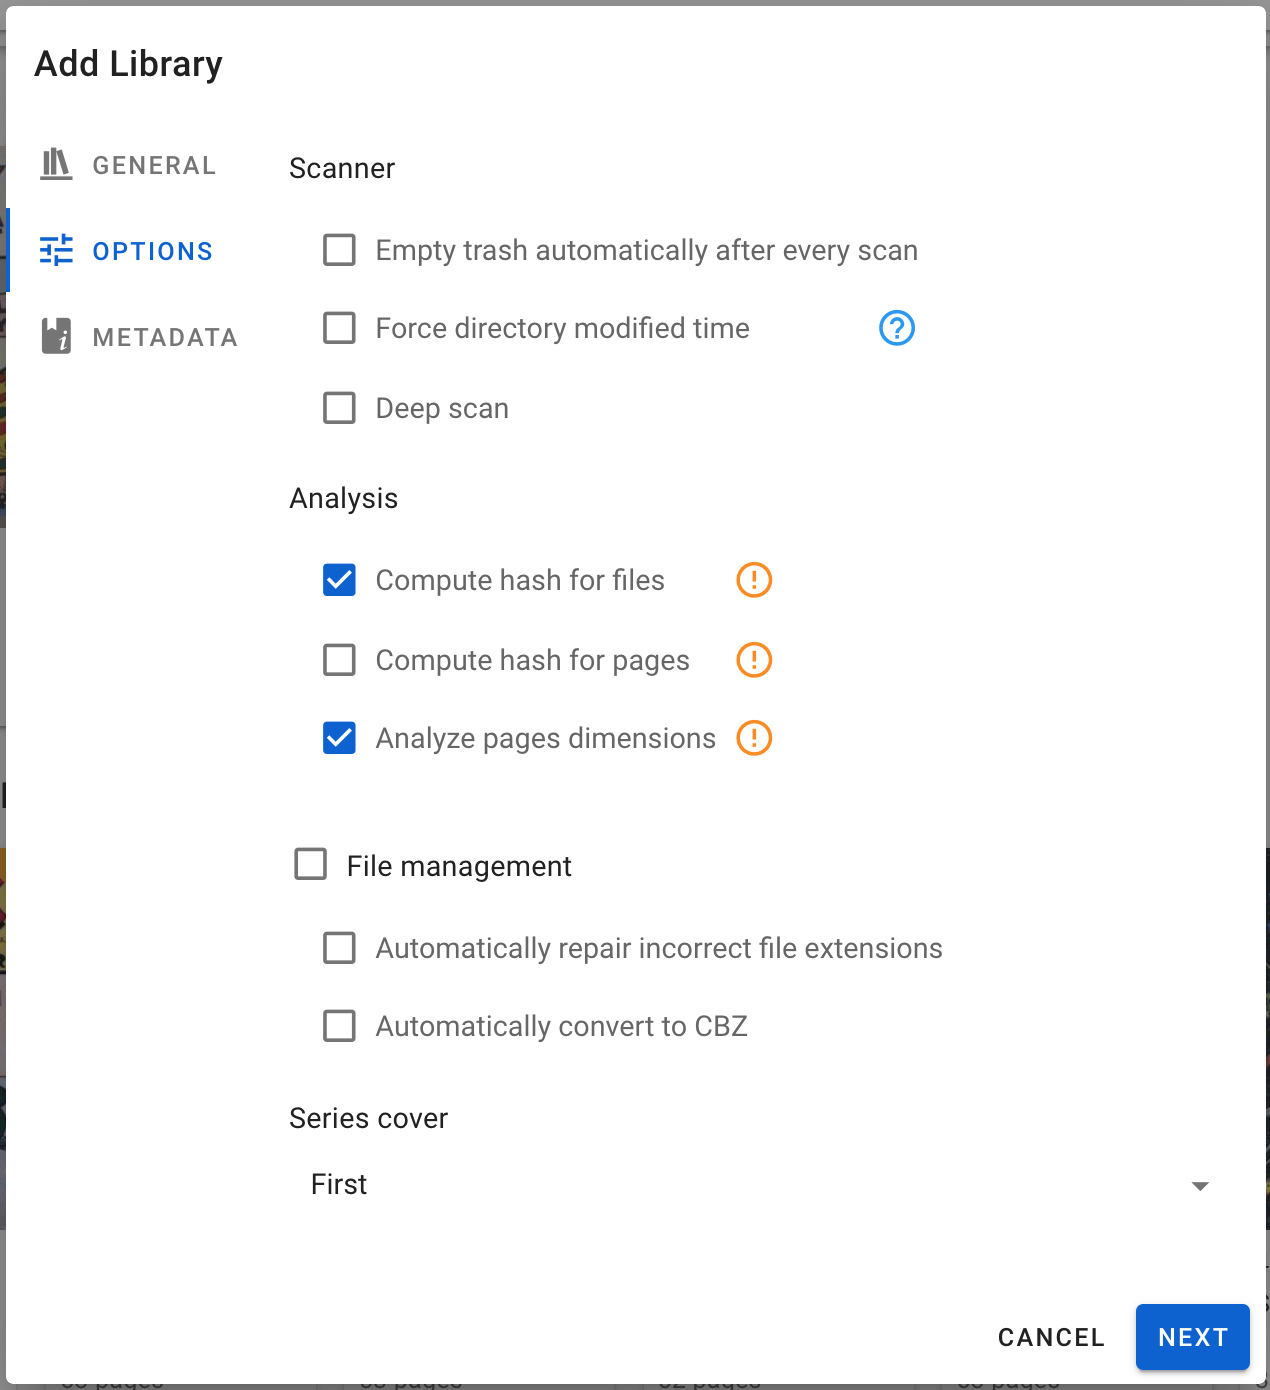 Add Library
GENERAL
OPTIONS
METADATA
Scanner
Empty trash automatically after every scan
Force directory modified time
Deep scan
Analysis
Compute hash for files
Compute hash for pages
Analyze pages dimensions
File management
Automatically repair incorrect file extensions
Automatically convert to CBZ
Series cover
First
CANCEL
NEXT